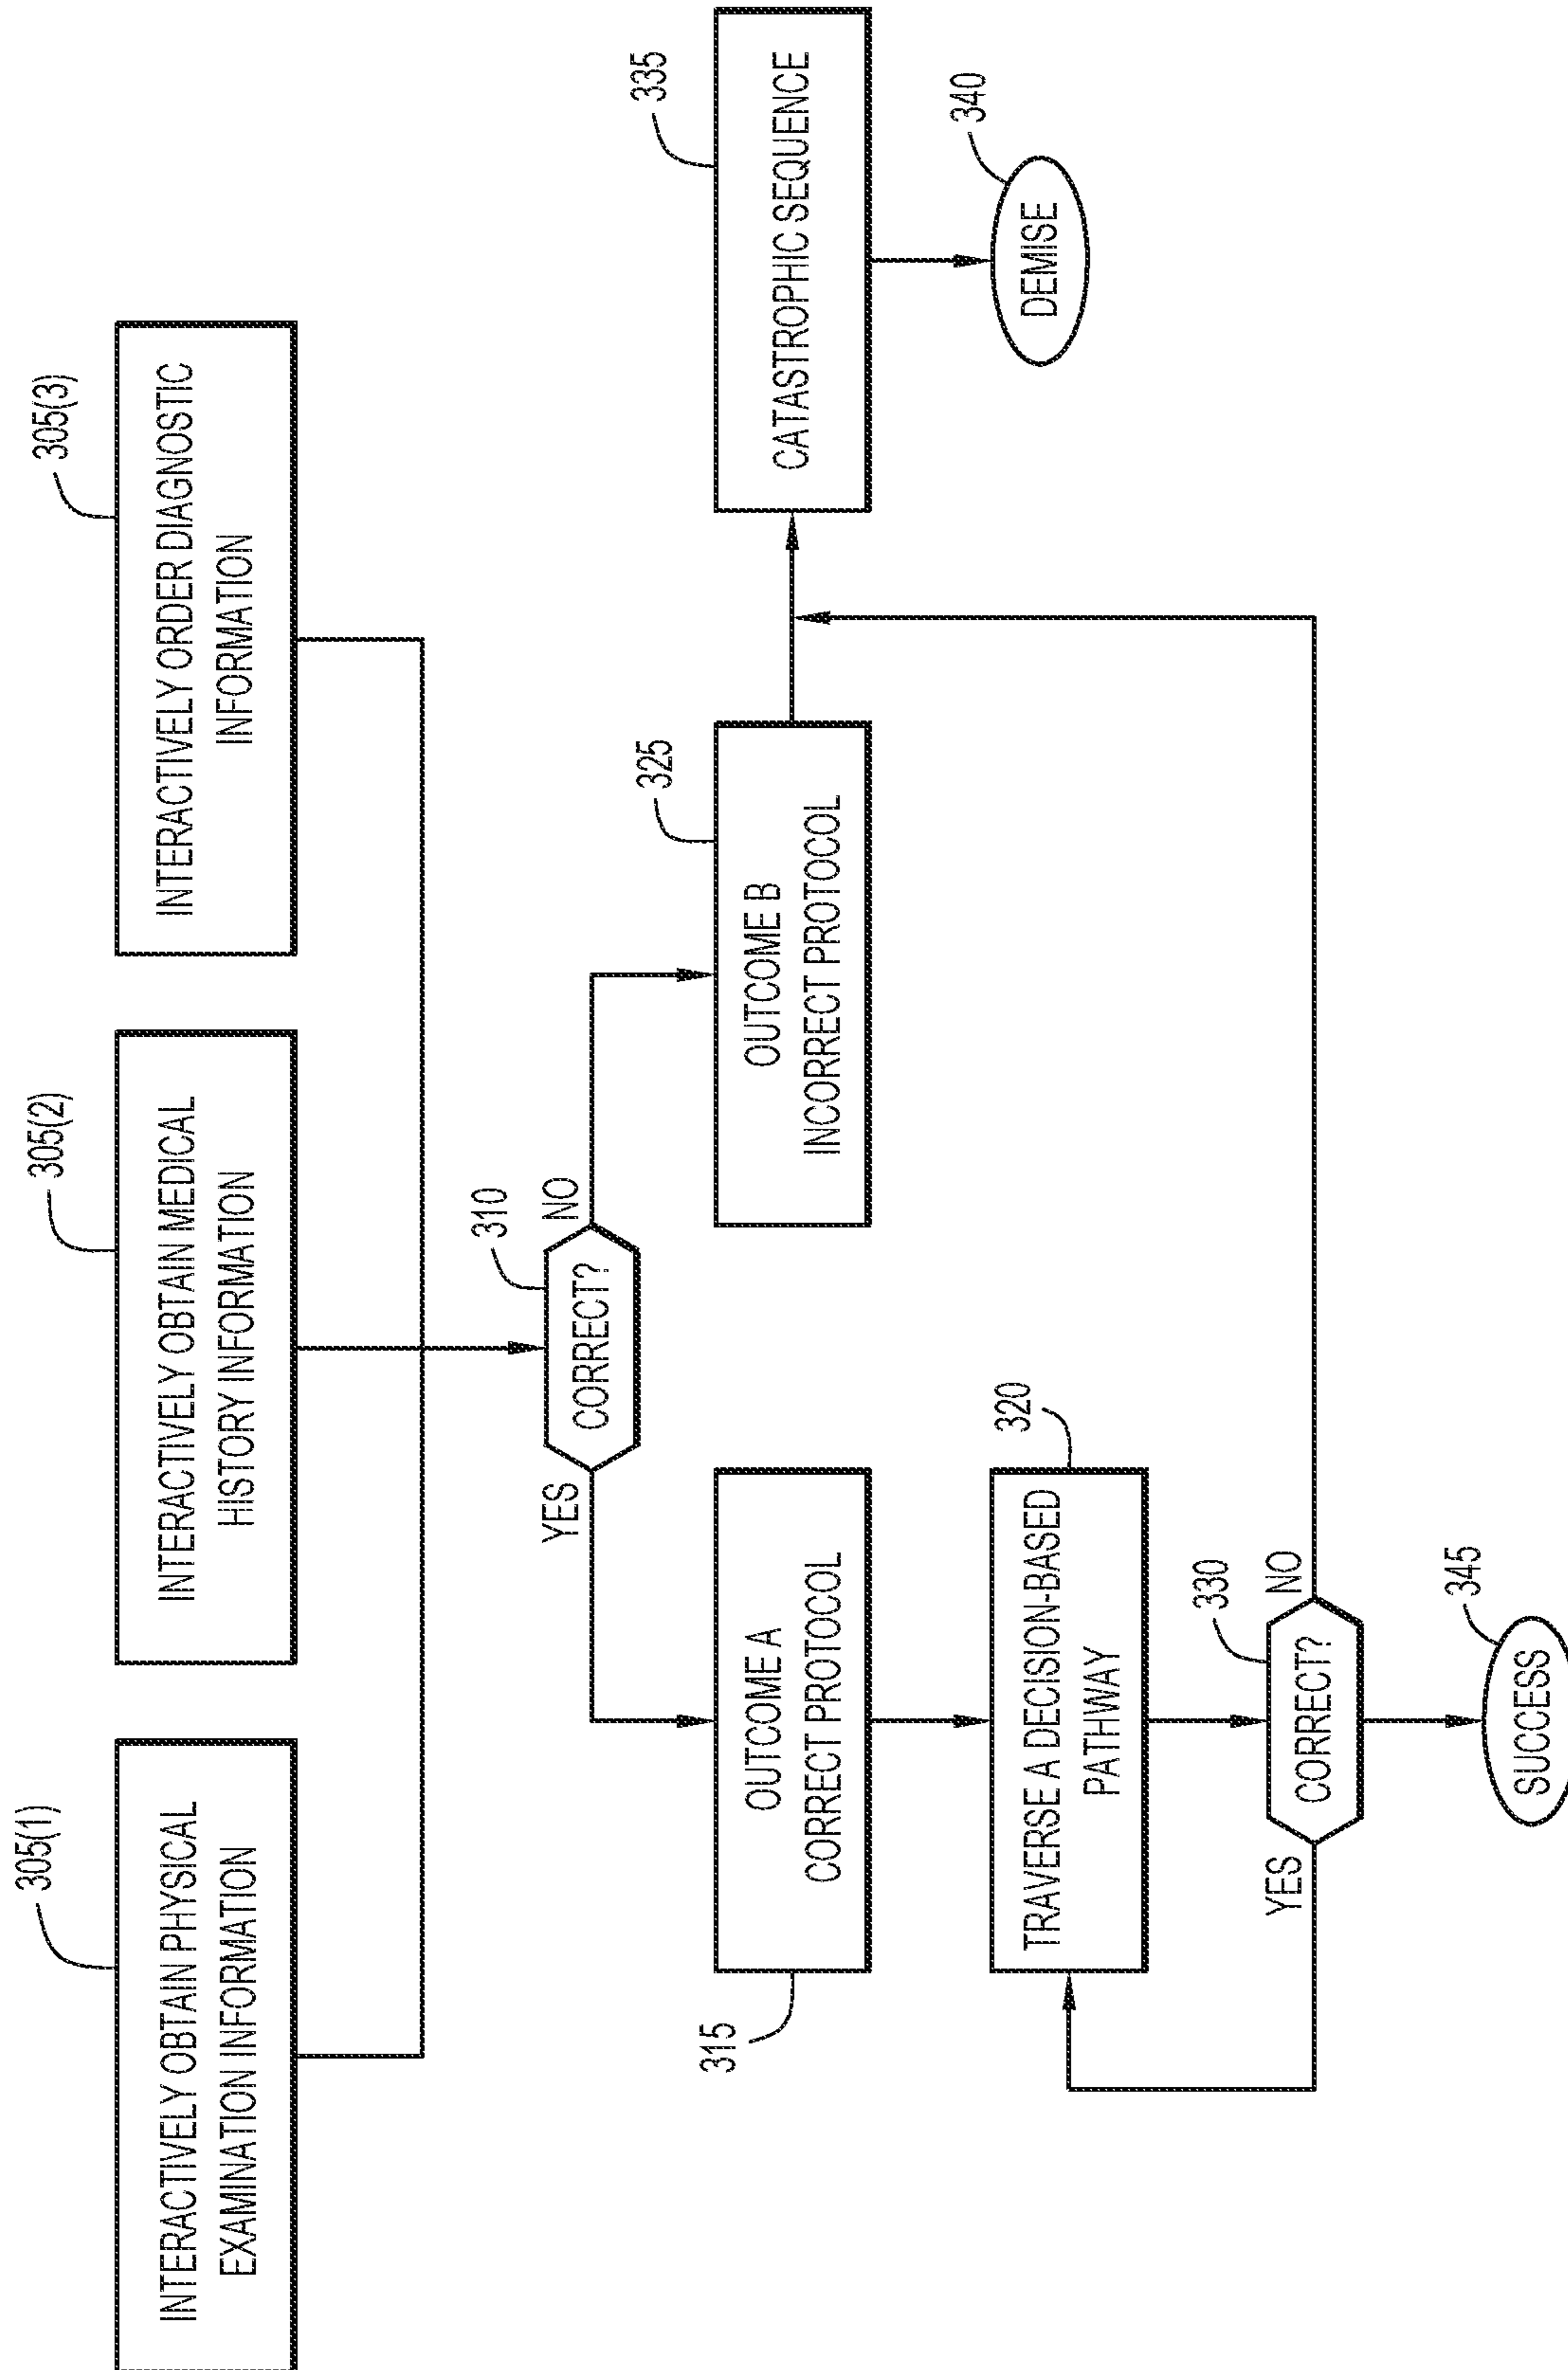 305(1)
INTERACTIVELY OBTAIN PHYSICAL
EXAMINATION INFORMATION
305(2)
INTERACTIVELY OBTAIN MEDICAL
HISTORY INFORMATION
305(3)
INTERACTIVELY ORDER DIAGNOSTIC
INFORMATION
310
CORRECT?
YES
NO
315
OUTCOME A
CORRECT PROTOCOL
325
OUTCOME B
INCORRECT PROTOCOL
335
CATASTROPHIC SEQUENCE
320
TRAVERSE A DECISION-BASED
PATHWAY
340
DEMISE
330
CORRECT?
YES
NO
345
SUCCESS